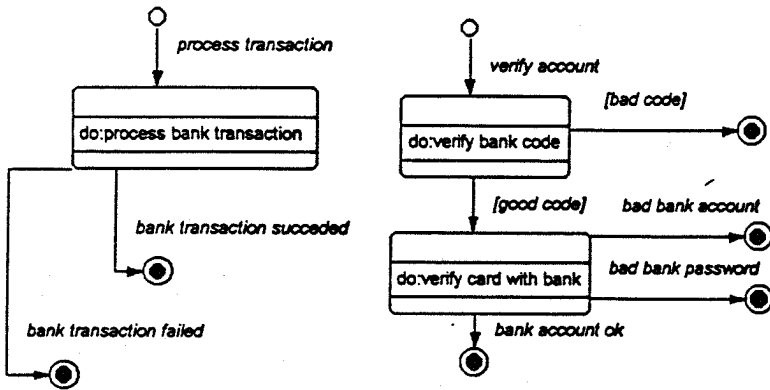 process transaction
do:process bank transaction
bank transaction succeded
bank transaction failed
verify account
[bad code]
do:verify bank code
[good code]
bad bank account
do:verify card with bank
bad bank password
bank account ok